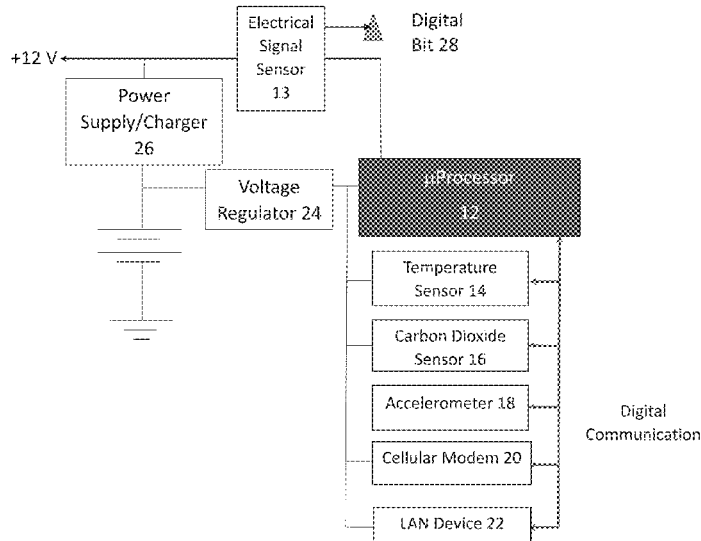 Electrical
Signal
Sensor
13
Digital
Bit 28
+12 V
Power
Supply/Charger
26
Voltage
Regulator 24
µProcessor
12
Temperature
Sensor 14
Carbon Dioxide
Sensor 16
Accelerometer 18
Cellular Modem 20
LAN Device 22
Digital
Communication